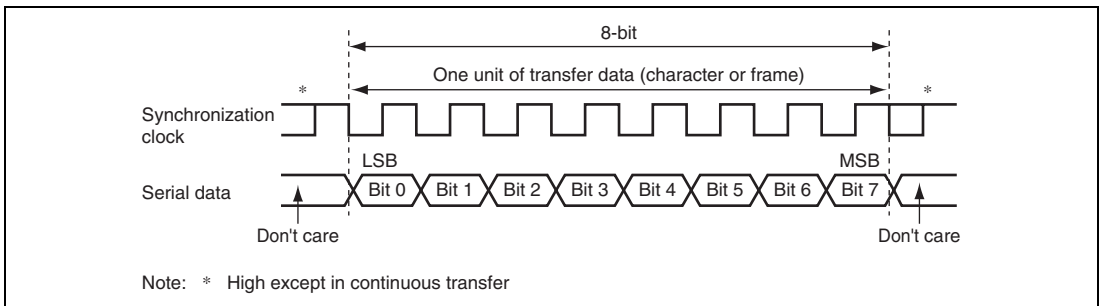 8-bit
One unit of transfer data (character or frame)
* *
Synchronization
clock
LSB MSB
Serial data Bit 0 Bit 1 Bit 2 Bit 3 Bit 4 Bit 5 Bit 6 Bit 7
Don't care Don't care
Note: * High except in continuous transfer